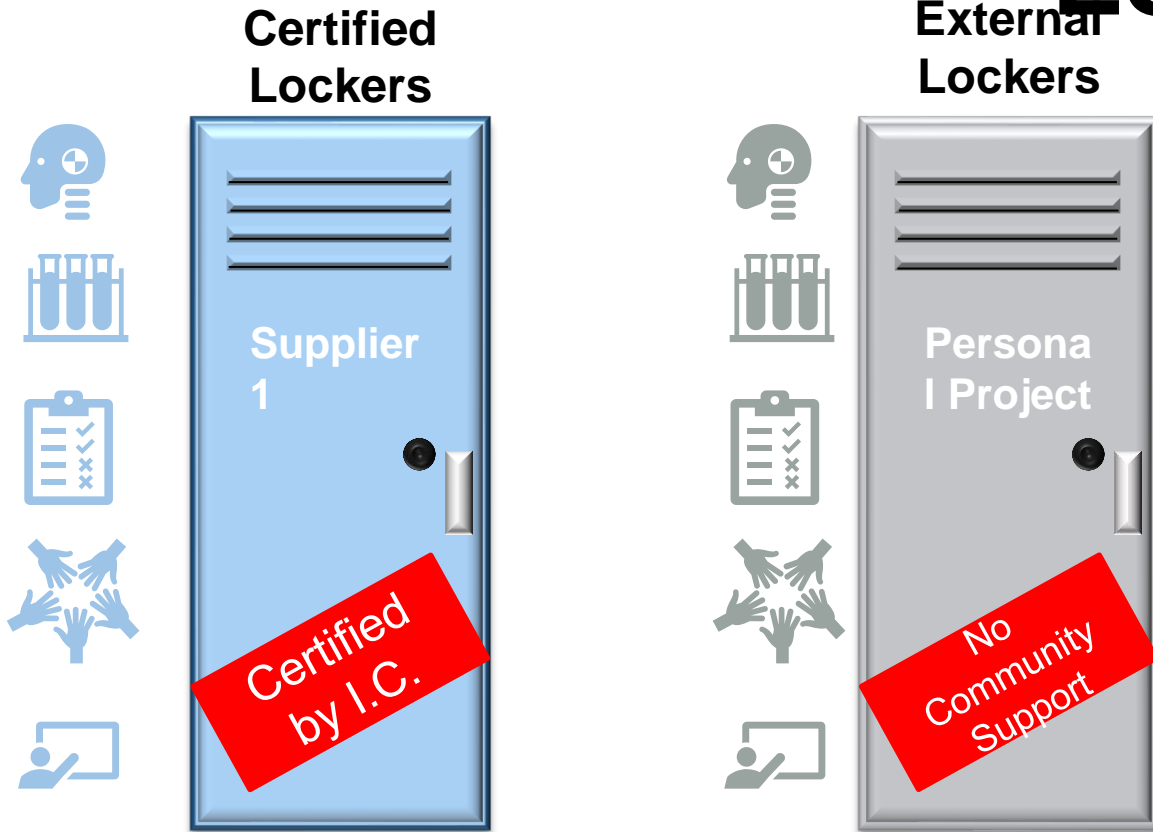 Certified
Lockers
External
Lockers
Supplier
1
Persona
l Project
Certified
by I.C.
No
Community
Support